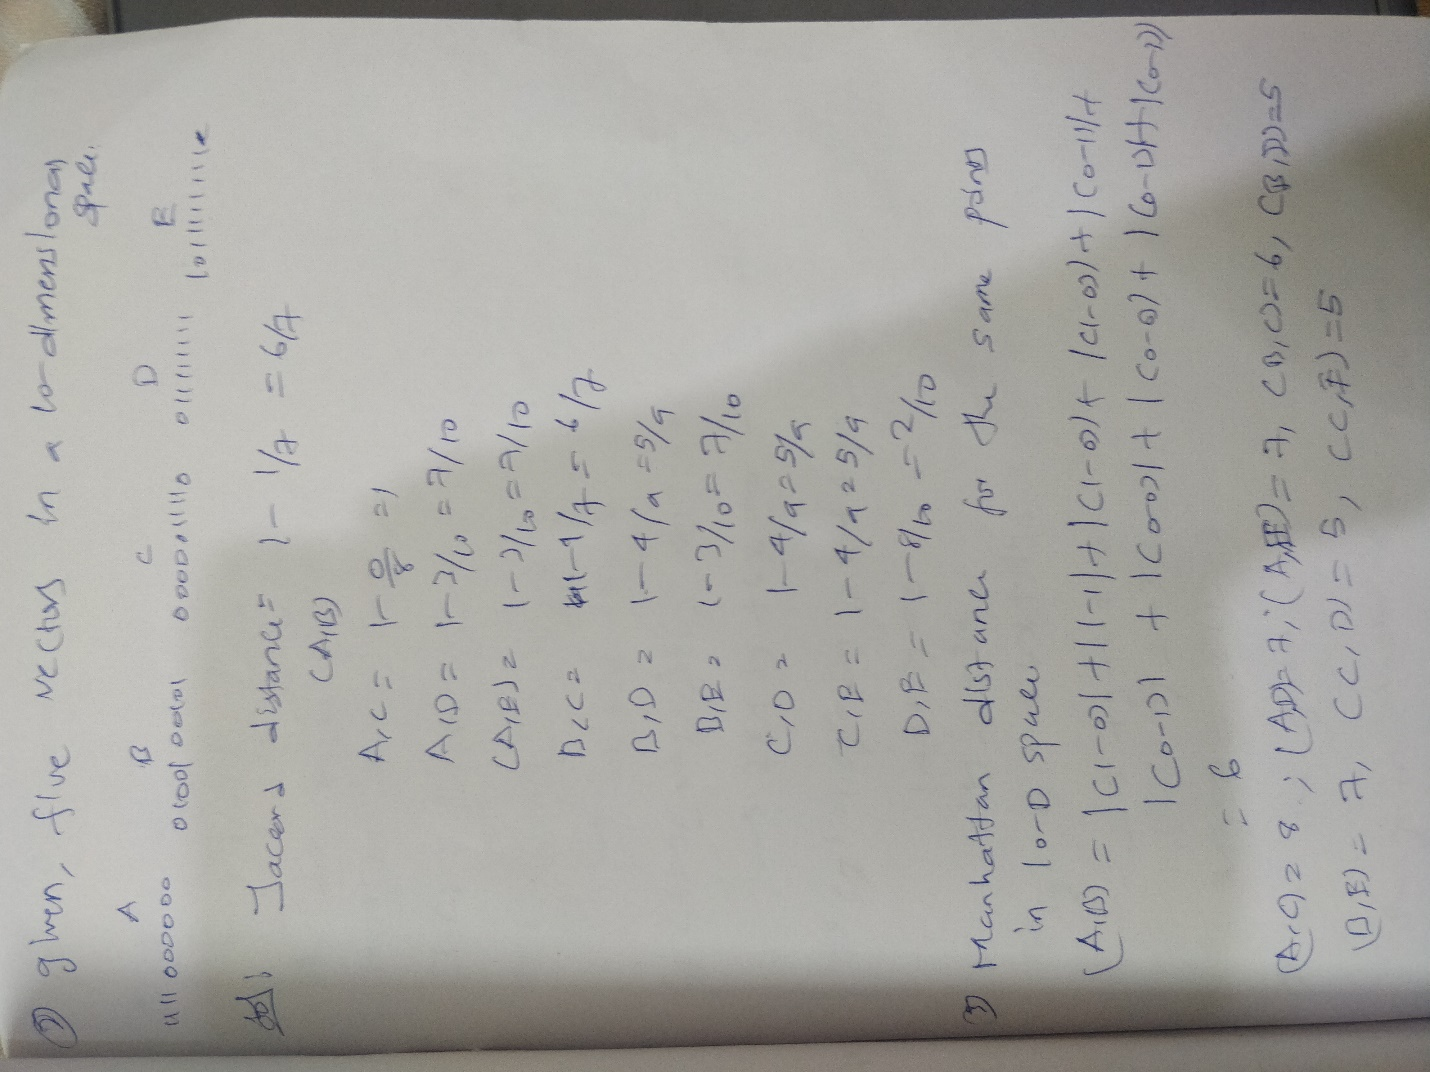 ② given, five vectors in a 10-dimensional
space.
A B C D E
1111000000 0100100101 0000011110 0111111111 1011111111
Jaccard distance = 1 - 1/7 = 6/7
(A,B)
A,C = 1 - 0/8 = 1
A,D = 1 - 3/10 = 7/10
(A,E) = 1 - 3/10 = 7/10
B,C = 1 - 1/7 = 6/7
B,D = 1 - 4/9 = 5/9
B,E = 1 - 3/10 = 7/10
C,D = 1 - 4/9 = 5/9
C,E = 1 - 4/9 = 5/9
D,E = 1 - 8/10 = 2/10
3) Manhattan distance for the same pairs
in 10-D space
(A,B) = |(1-0)| + |1-1| + |(1-0)| + |(1-0)| + |(0-1)| +
|(0-1)| + |(0-0)| + |(0-0)| + |(0-1)| + |(0-1)|
= 6
(A,C) = 8 ; (A,D) = 7, (A,E) = 7, (B,C) = 6, (B,D) = 5
(B,E) = 7, (C,D) = 5, (C,E) = 5